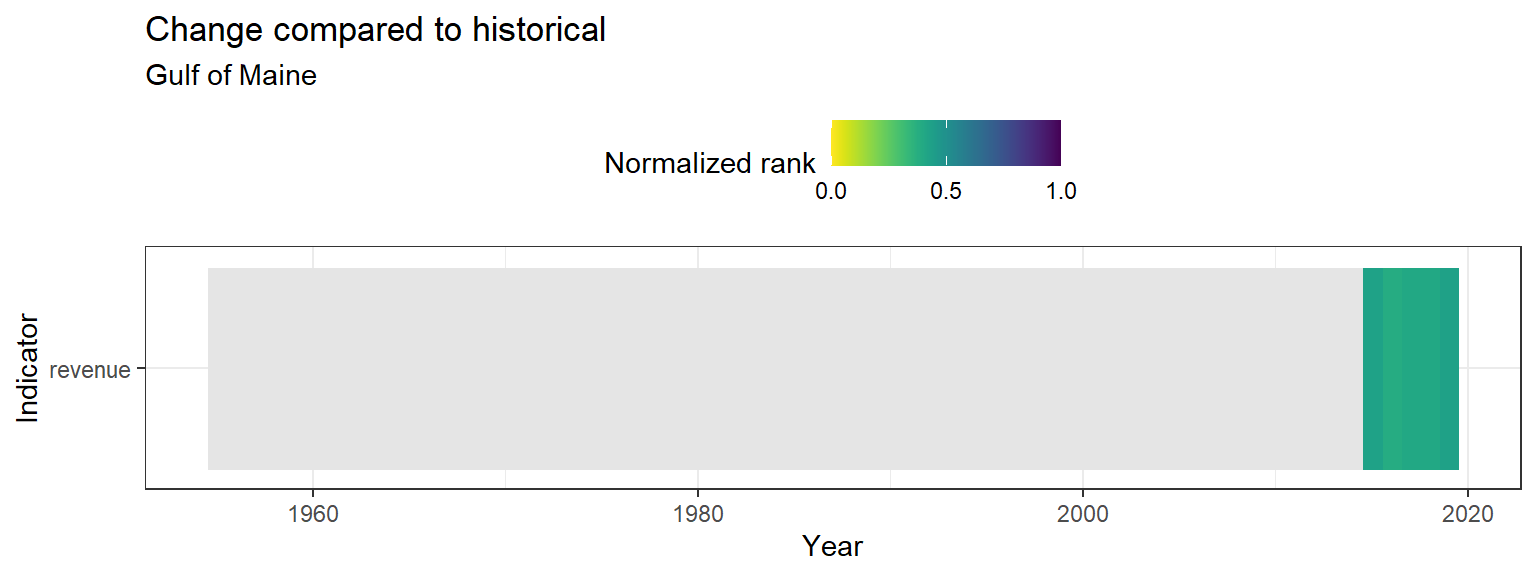 Change compared to historical
Gulf of Maine
Normalized rank
0.0 0.5 1.0
Indicator
revenue
1960 1980 2000 2020
Year